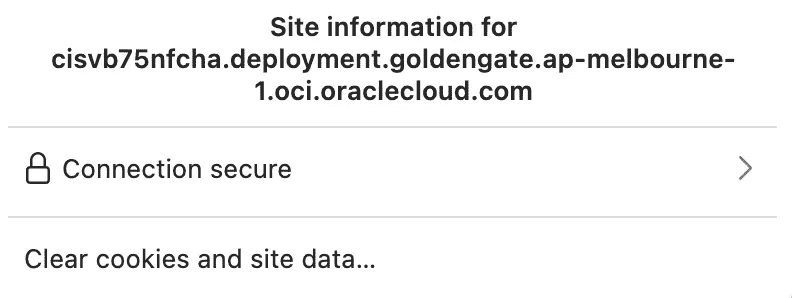 Site information for
cisvb75nfcha.deployment.goldengate.ap-melbourne-
1.oci.oraclecloud.com
Connection secure
Clear cookies and site data...